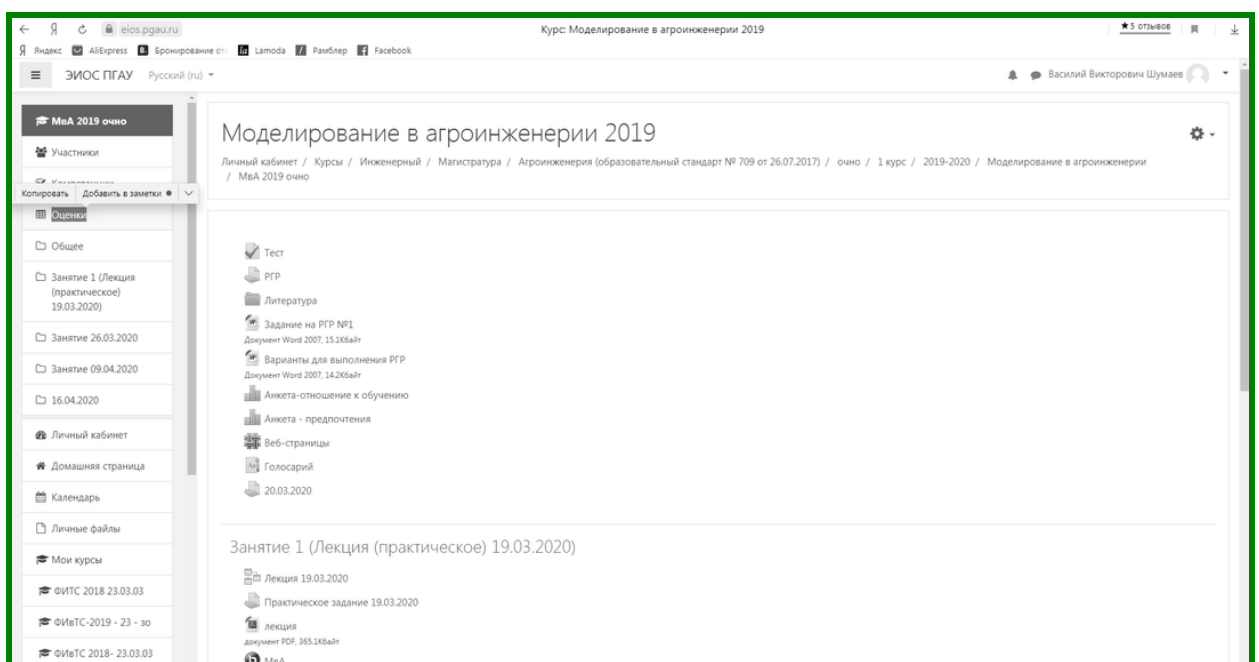 eios.pgau.ru
Курс: Моделирование в агроинженерии 2019
★5 отзывов
Яндекс AliExpress Бронирование от Lamoda Рамблер Facebook
ЭИОС ПГАУ Русский (ru)
Василий Викторович Шумаев
МвА 2019 очно
Участники
Компетенции
Копировать Добавить в заметки
Оценки
Общее
Занятие 1 (Лекция
(практическое)
19.03.2020)
Занятие 26.03.2020
Занятие 09.04.2020
16.04.2020
Личный кабинет
Домашняя страница
Календарь
Личные файлы
Мои курсы
ФИТС 2018 23.03.03
ФИвТС-2019 - 23 - зо
ФИвТС 2018- 23.03.03
Моделирование в агроинженерии 2019
Личный кабинет / Курсы / Инженерный / Магистратура / Агроинженерия (образовательный стандарт № 709 от 26.07.2017) / очно / 1 курс / 2019-2020 / Моделирование в агроинженерии
/ МвА 2019 очно
Тест
РГР
Литература
Задание на РГР №1
Документ Word 2007, 15.1Кбайт
Варианты для выполнения РГР
Документ Word 2007, 14.2Кбайт
Анкета-отношение к обучению
Анкета - предпочтения
Веб-страницы
Голосарий
20.03.2020
Занятие 1 (Лекция (практическое) 19.03.2020)
Лекция 19.03.2020
Практическое задание 19.03.2020
лекция
документ PDF, 365.1Кбайт
МвА